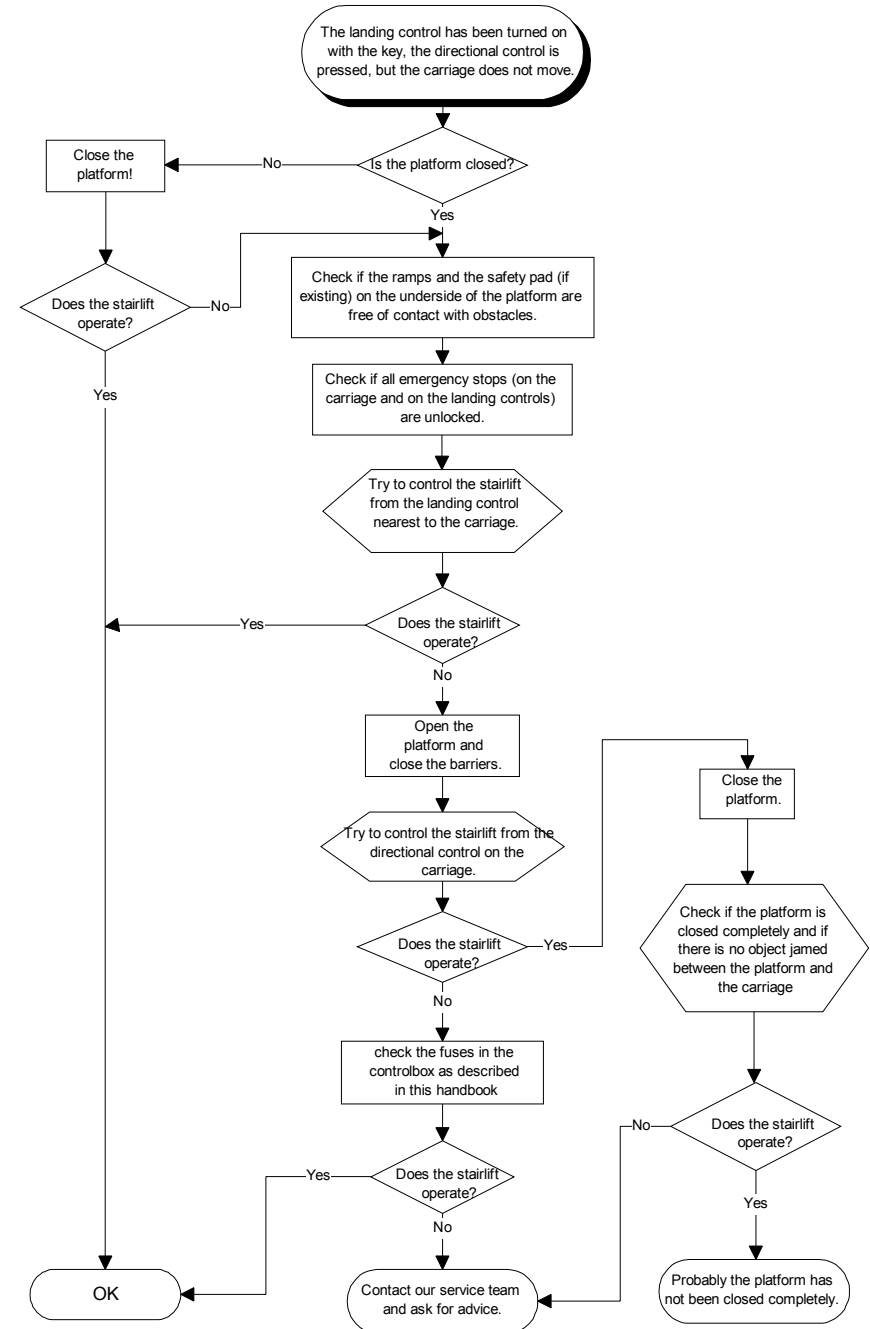 The landing control has been turned on
with the key, the directional control is
pressed, but the carriage does not move.
Is the platform closed?
No
Close the
platform!
Yes
Does the stairlift
operate?
No
Yes
Check if the ramps and the safety pad (if
existing) on the underside of the platform are
free of contact with obstacles.
Check if all emergency stops (on the
carriage and on the landing controls)
are unlocked.
Try to control the stairlift
from the landing control
nearest to the carriage.
Does the stairlift
operate?
Yes
No
Open the
platform and
close the barriers.
Try to control the stairlift from the
directional control on the
carriage.
Does the stairlift
operate?
Yes
Close the
platform.
Check if the platform is
closed completely and if
there is no object jamed
between the platform and
the carriage
No
check the fuses in the
controlbox as described
in this handbook
Does the stairlift
operate?
No
Yes
Does the stairlift
operate?
Yes
No
OK
Contact our service team
and ask for advice.
Probably the platform has
not been closed completely.